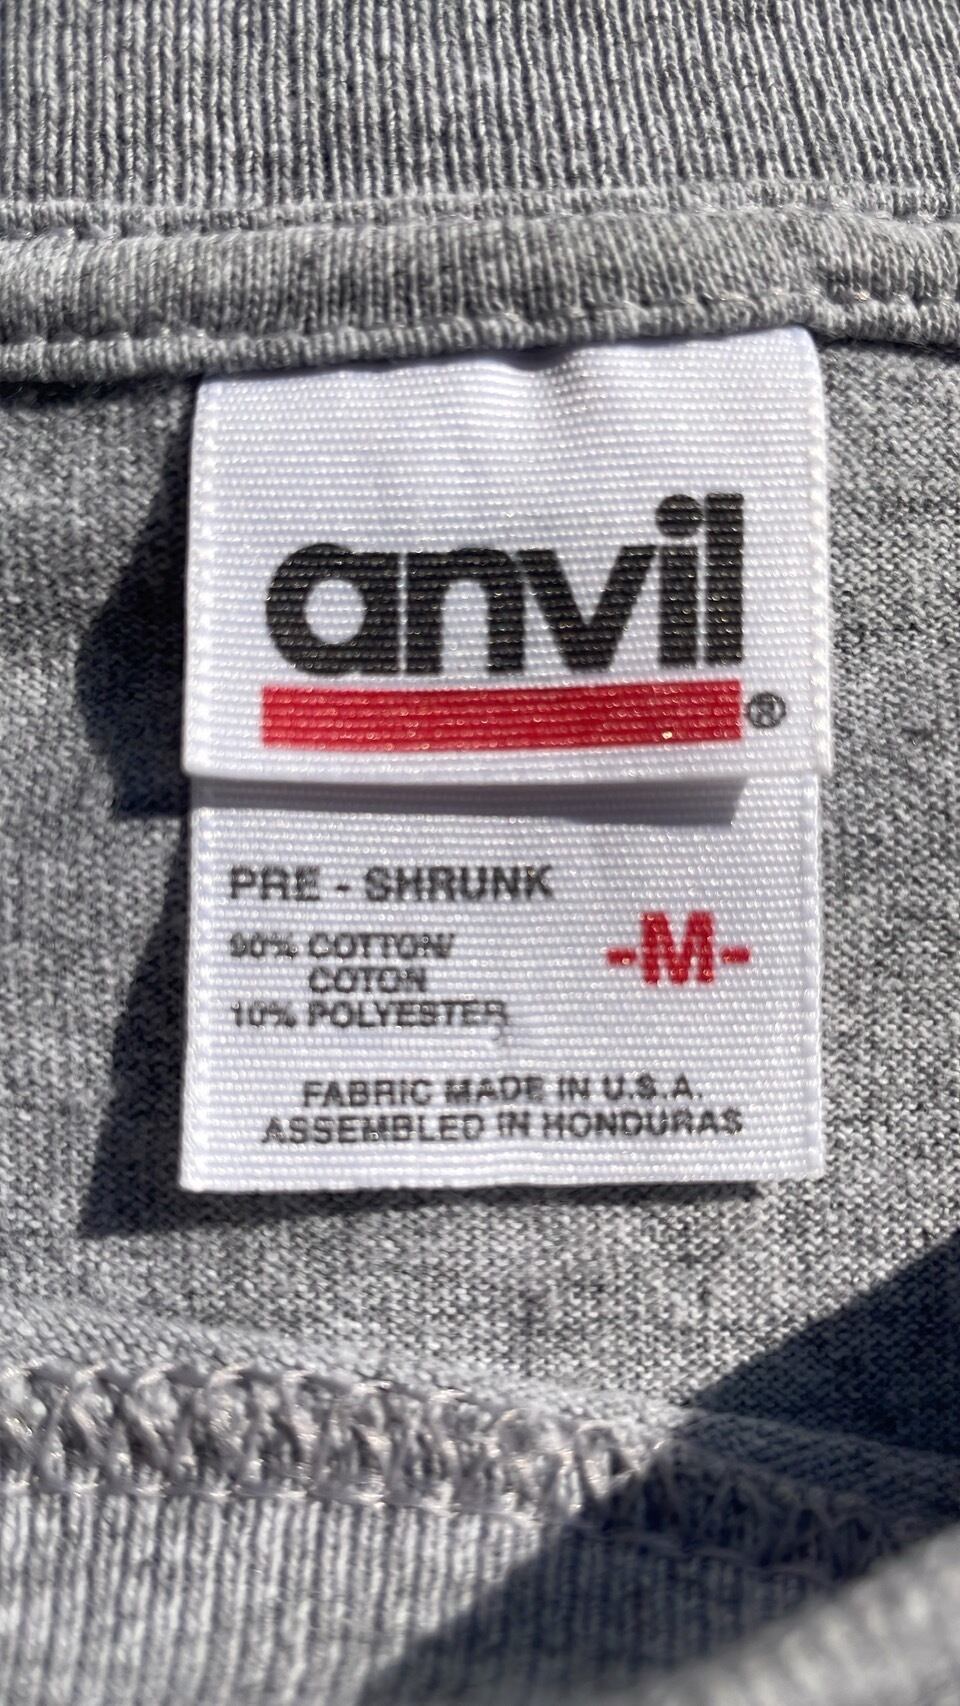 anvil®
PRE - SHRUNK
90% COTTON/
COTON
10% POLYESTER
-M-
FABRIC MADE IN U.S.A.
ASSEMBLED IN HONDURAS